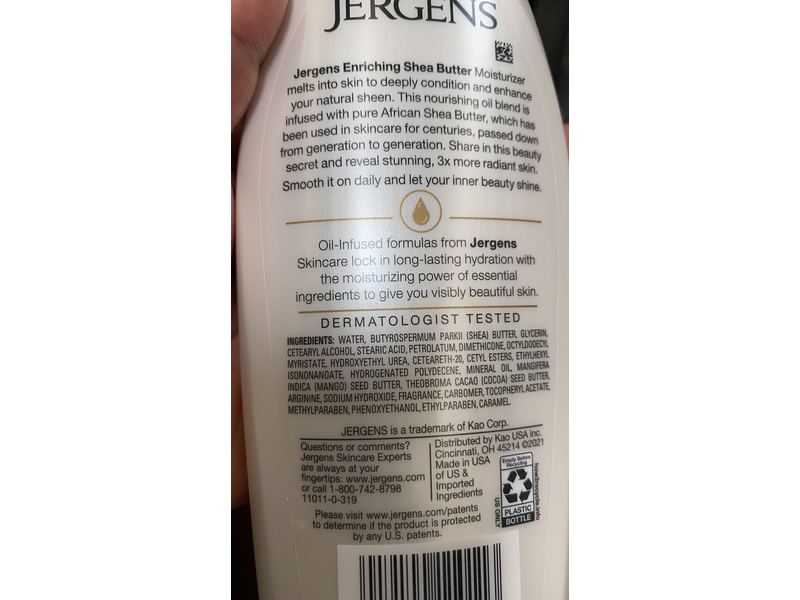 JERGENS
Jergens Enriching Shea Butter Moisturizer
melts into skin to deeply condition and enhance
your natural sheen. This nourishing oil blend is
infused with pure African Shea Butter, which has
been used in skincare for centuries, passed down
from generation to generation. Share in this beauty
secret and reveal stunning, 3x more radiant skin.
Smooth it on daily and let your inner beauty shine.
Oil-Infused formulas from Jergens
Skincare lock in long-lasting hydration with
the moisturizing power of essential
ingredients to give you visibly beautiful skin.
DERMATOLOGIST TESTED
INGREDIENTS: WATER, BUTYROSPERMUM PARKII (SHEA) BUTTER, GLYCERIN,
CETEARYL ALCOHOL, STEARIC ACID, PETROLATUM, DIMETHICONE, OCTYLDODECYL
MYRISTATE, HYDROXYETHYL UREA, CETEARETH-20, CETYL ESTERS, ETHYLHEXYL
ISONONANOATE, HYDROGENATED POLYDECENE, MINERAL OIL, MANGIFERA
INDICA (MANGO) SEED BUTTER, THEOBROMA CACAO (COCOA) SEED BUTTER,
ARGININE, SODIUM HYDROXIDE, FRAGRANCE, CARBOMER, TOCOPHERYL ACETATE,
METHYLPARABEN, PHENOXYETHANOL, ETHYLPARABEN, CARAMEL.
JERGENS is a trademark of Kao Corp.
Questions or comments?
Jergens Skincare Experts
are always at your
fingertips: www.jergens.com
or call 1-800-742-8798
11011-0-319
Distributed by Kao USA Inc.
Cincinnati, OH 45214 ©2021
Made in USA
of US &
Imported
Ingredients
Empty Before
Recycling
PLASTIC
BOTTLE
US ONLY
how2recycle.info
Please visit www.jergens.com/patents
to determine if the product is protected
by any U.S. patents.